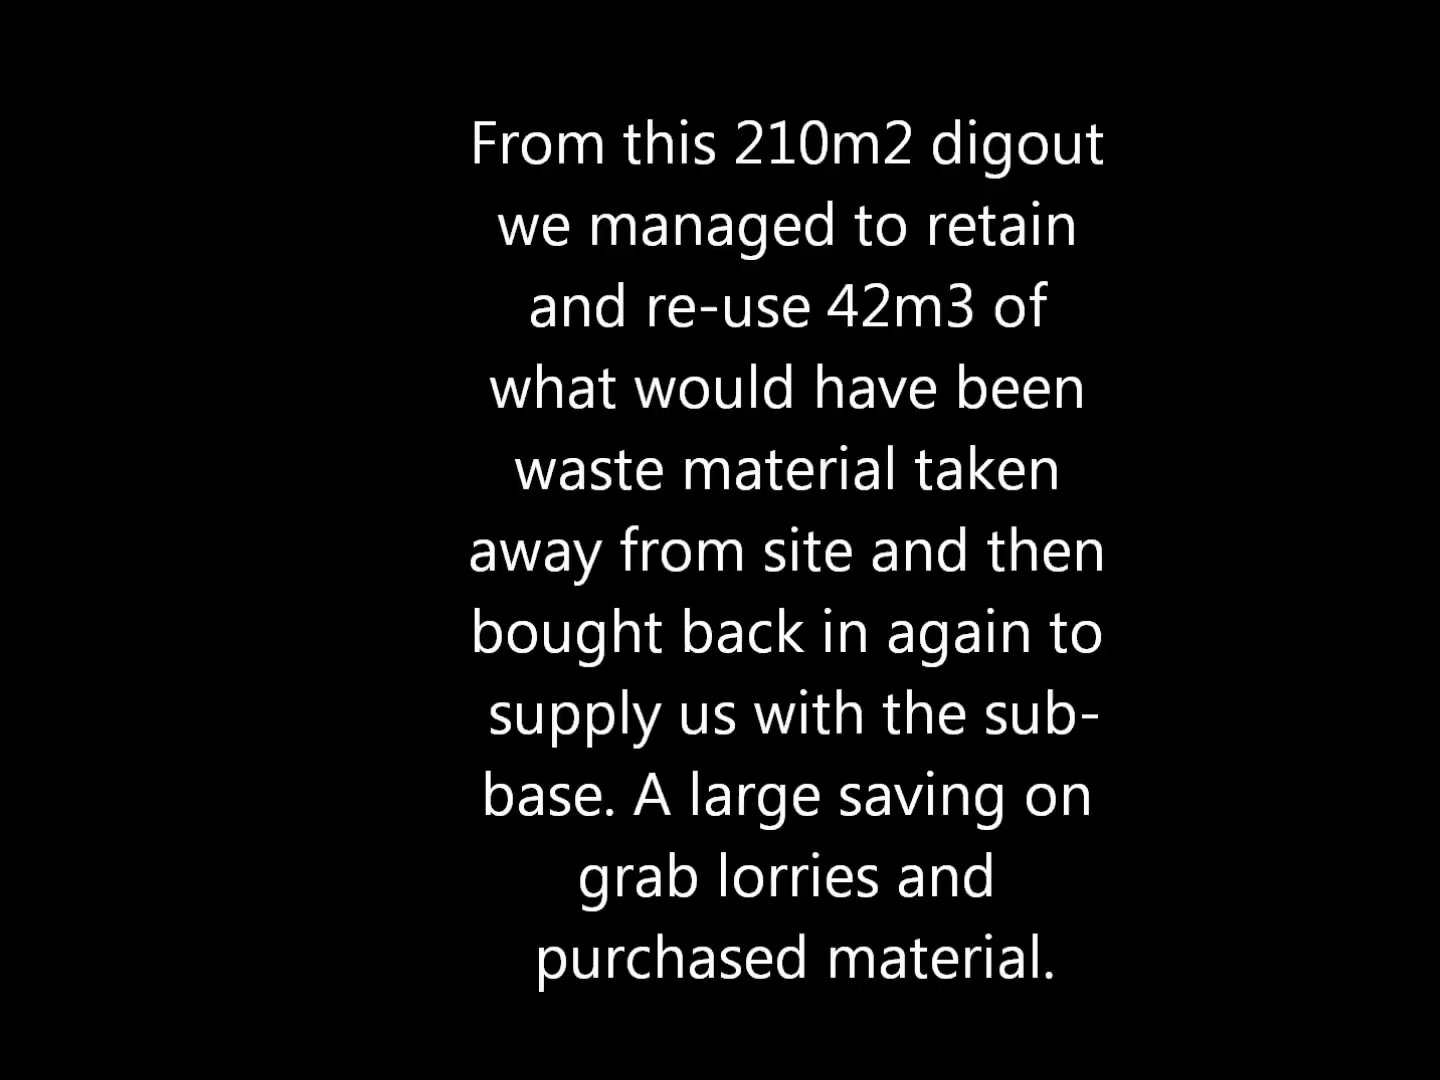 From this 210m2 digout
we managed to retain
and re-use 42m3 of
what would have been
waste material taken
away from site and then
bought back in again to
supply us with the sub-
base. A large saving on
grab lorries and
purchased material.